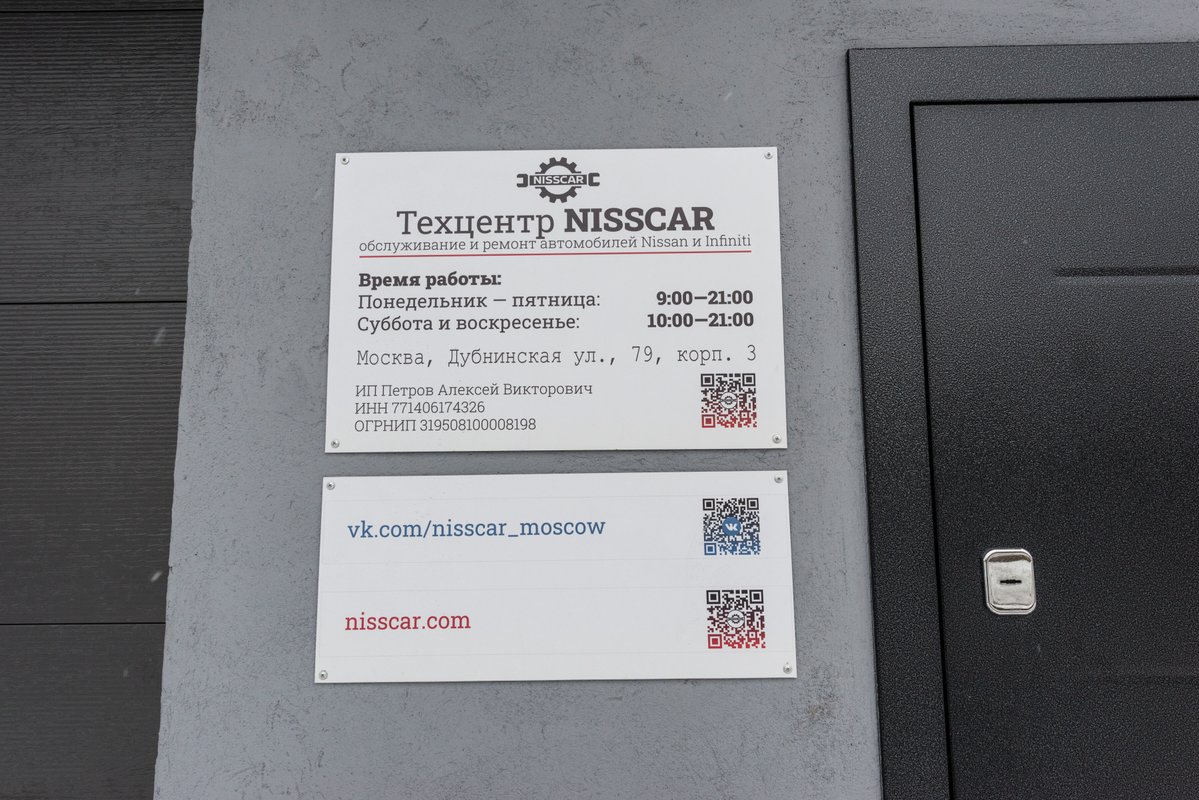 NISSCAR
Техцентр NISSCAR
обслуживание и ремонт автомобилей Nissan и Infiniti
Время работы:
Понедельник — пятница: 9:00—21:00
Суббота и воскресенье: 10:00—21:00
Москва, Дубнинская ул., 79, корп. 3
ИП Петров Алексей Викторович
ИНН 771406174326
ОГРНИП 319508100008198
vk.com/nisscar_moscow
nisscar.com